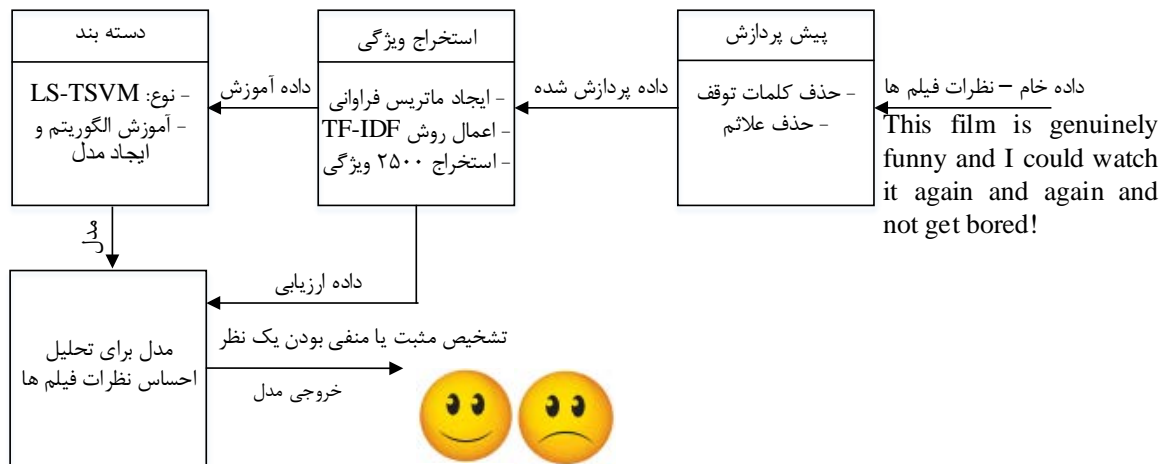 پیش پردازش
- حذف کلمات توقف
- حذف علائم
داده خام – نظرات فیلم ها
This film is genuinely
funny and I could watch
it again and again and
not get bored!
داده پردازش شده
استخراج ویژگی
- ایجاد ماتریس فراوانی
- اعمال روش TF-IDF
- استخراج ۲۵۰۰ ویژگی
داده آموزش
دسته بند
- نوع: LS-TSVM
- آموزش الگوریتم و
ایجاد مدل
مدل
داده ارزیابی
مدل برای تحلیل
احساس نظرات فیلم ها
تشخیص مثبت یا منفی بودن یک نظر
خروجی مدل